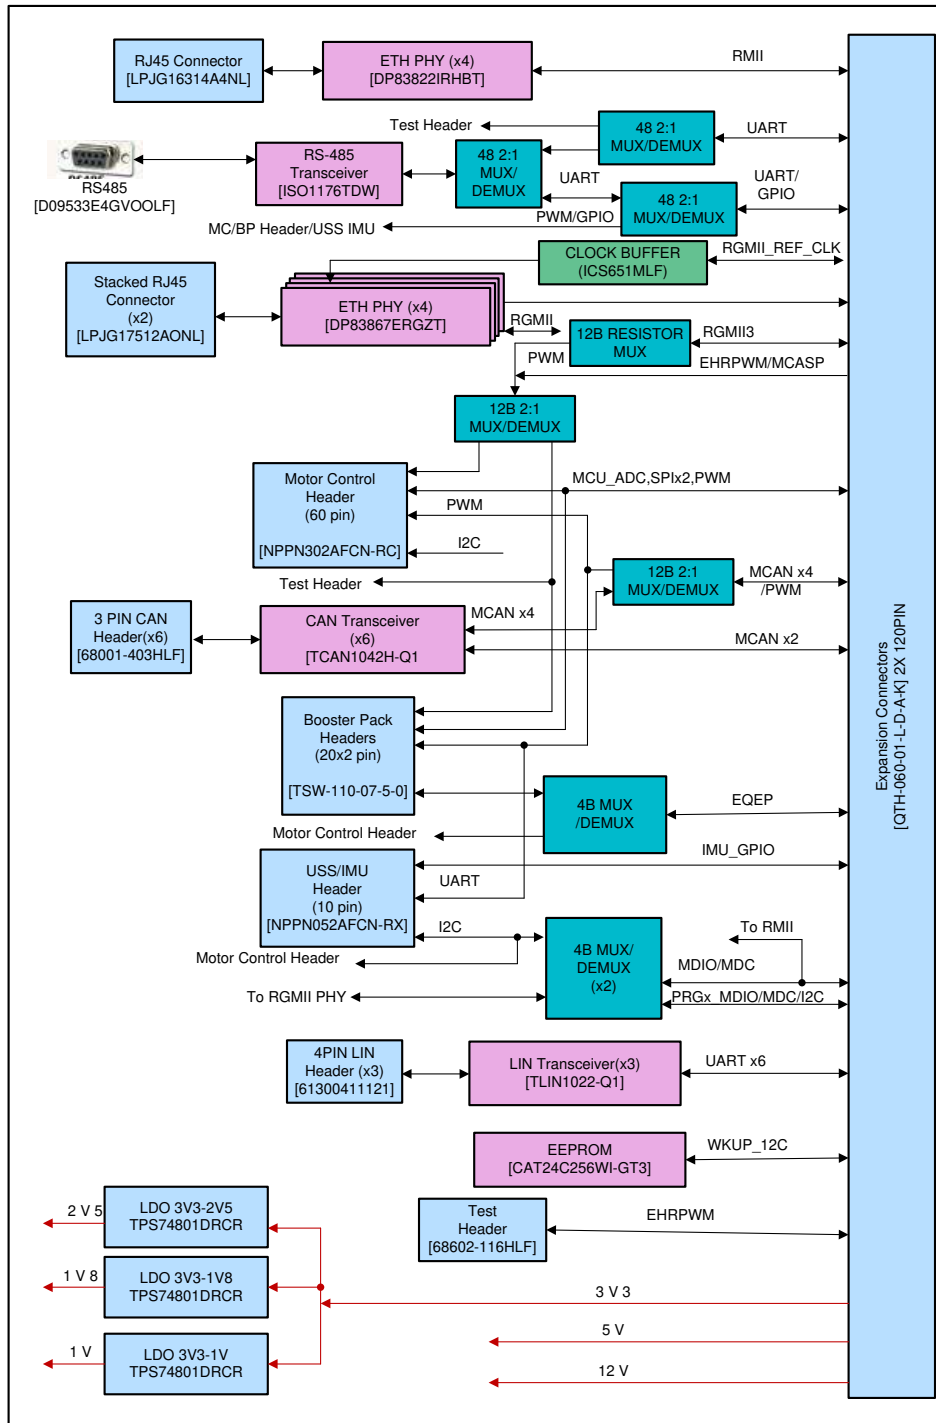 RJ45 Connector
[LPJG16314A4NL]
ETH PHY (x4)
[DP83822IRHBT]
RMII
Test Header
48 2:1
MUX/DEMUX
UART
RS-485
Transceiver
[ISO1176TDW]
48 2:1
MUX/
DEMUX
UART
48 2:1
MUX/DEMUX
UART/
GPIO
RS485
[D09533E4GVOOLF]
PWM/GPIO
MC/BP Header/USS IMU
CLOCK BUFFER
(ICS651MLF)
RGMII_REF_CLK
Stacked RJ45
Connector
(x2)
[LPJG17512AONL]
ETH PHY (x4)
[DP83867ERGZT]
RGMII
12B RESISTOR
MUX
RGMII3
PWM
EHRPWM/MCASP
12B 2:1
MUX/DEMUX
Motor Control
Header
(60 pin)
[NPPN302AFCN-RC]
MCU_ADC,SPIx2,PWM
PWM
I2C
Test Header
12B 2:1
MUX/DEMUX
MCAN x4
/PWM
3 PIN CAN
Header(x6)
[68001-403HLF]
CAN Transceiver
(x6)
[TCAN1042H-Q1
MCAN x4
MCAN x2
Expansion Connectors
[QTH-060-01-L-D-A-K] 2X 120PIN
Booster Pack
Headers
(20x2 pin)
[TSW-110-07-5-0]
4B MUX
/DEMUX
EQEP
Motor Control Header
USS/IMU
Header
(10 pin)
[NPPN052AFCN-RX]
IMU_GPIO
UART
I2C
Motor Control Header
4B MUX/
DEMUX
(x2)
To RMII
MDIO/MDC
To RGMII PHY
PRGx_MDIO/MDC/I2C
4PIN LIN
Header (x3)
[61300411121]
LIN Transceiver(x3)
[TLIN1022-Q1]
UART x6
EEPROM
[CAT24C256WI-GT3]
WKUP_12C
Test
Header
[68602-116HLF]
EHRPWM
2 V 5
LDO 3V3-2V5
TPS74801DRCR
1 V 8
LDO 3V3-1V8
TPS74801DRCR
3 V 3
1 V
LDO 3V3-1V
TPS74801DRCR
5 V
12 V